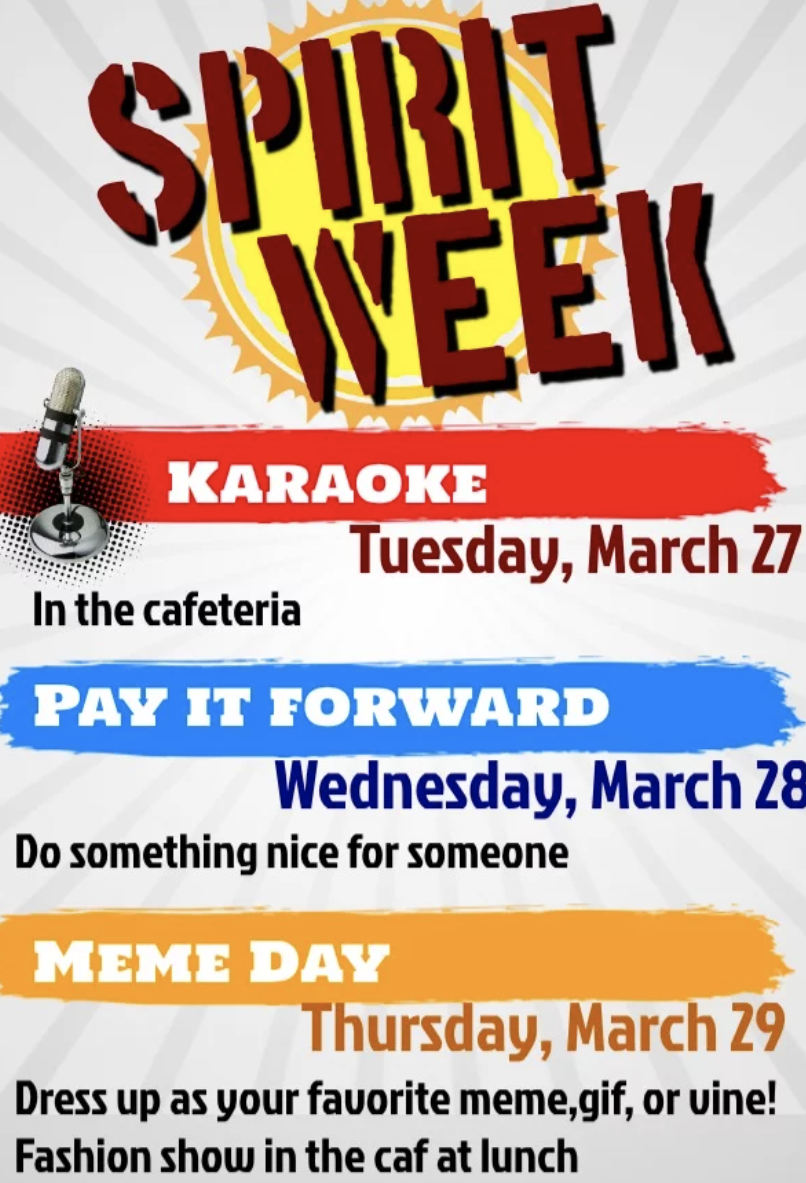 SPIRIT
WEEK
KARAOKE
Tuesday, March 27
In the cafeteria
PAY IT FORWARD
Wednesday, March 28
Do something nice for someone
MEME DAY
Thursday, March 29
Dress up as your favorite meme,gif, or vine!
Fashion show in the caf at lunch